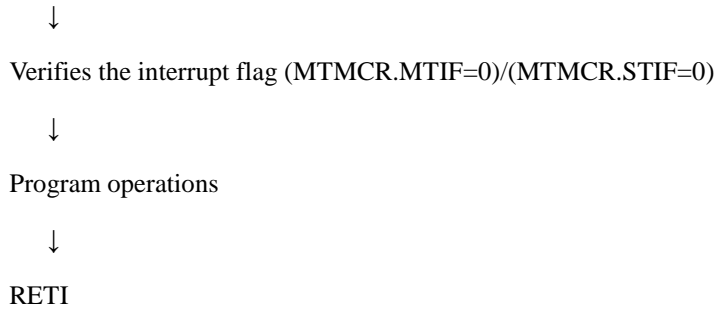 ↓
Verifies the interrupt flag (MTMCR.MTIF=0)/(MTMCR.STIF=0)
↓
Program operations
↓
RETI